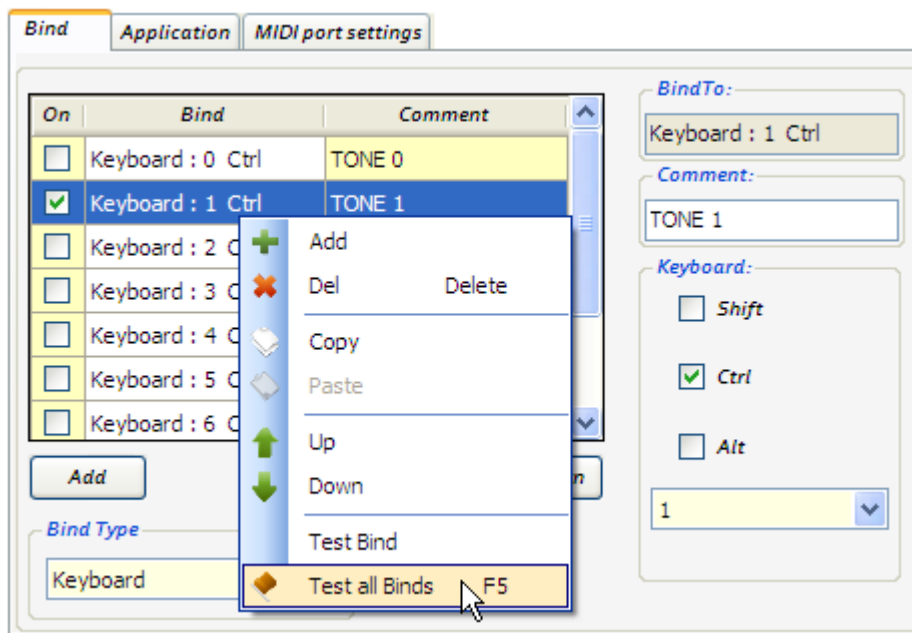 Bind Application MIDI port settings
On Bind Comment
Keyboard : 0 Ctrl TONE 0
Keyboard : 1 Ctrl TONE 1
Keyboard : 2 C
Keyboard : 3 C
Keyboard : 4 C
Keyboard : 5 C
Keyboard : 6 C
Add
n
Bind Type
Keyboard
Add
Del Delete
Copy
Paste
Up
Down
Test Bind
Test all Binds F5
BindTo:
Keyboard : 1 Ctrl
Comment:
TONE 1
Keyboard:
Shift
Ctrl
Alt
1